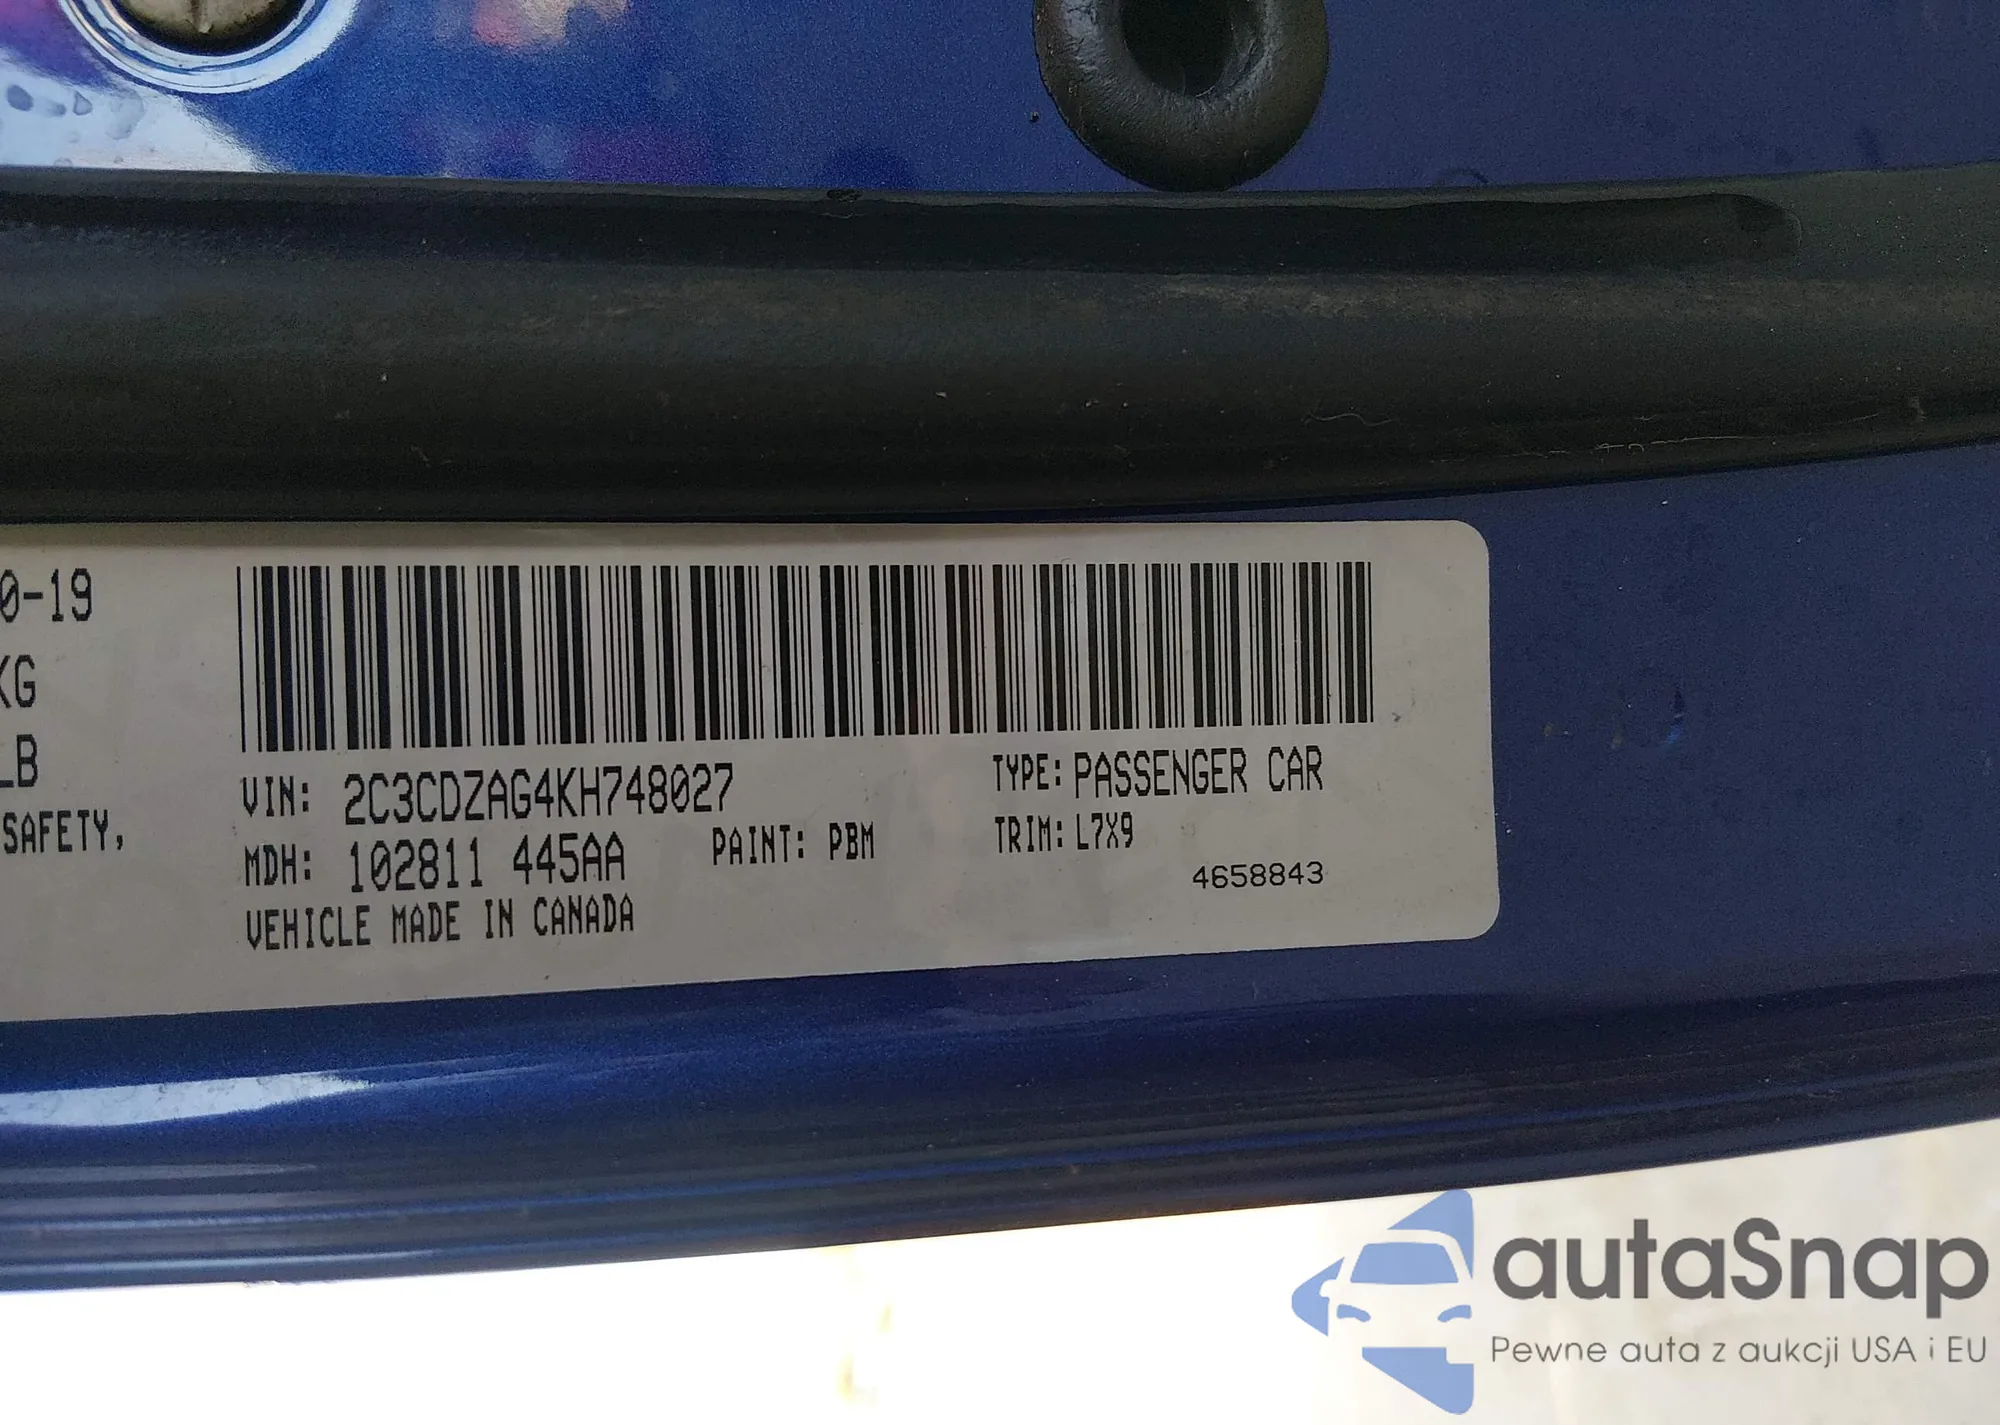 0-19
KG
LB
SAFETY,
VIN: 2C3CDZAG4KH748027
TYPE: PASSENGER CAR
MDH: 102811 445AA
PAINT: PBM
TRIM: L7X9
4658843
VEHICLE MADE IN CANADA
autaSnap
Pewne auta z aukcji USA i EU